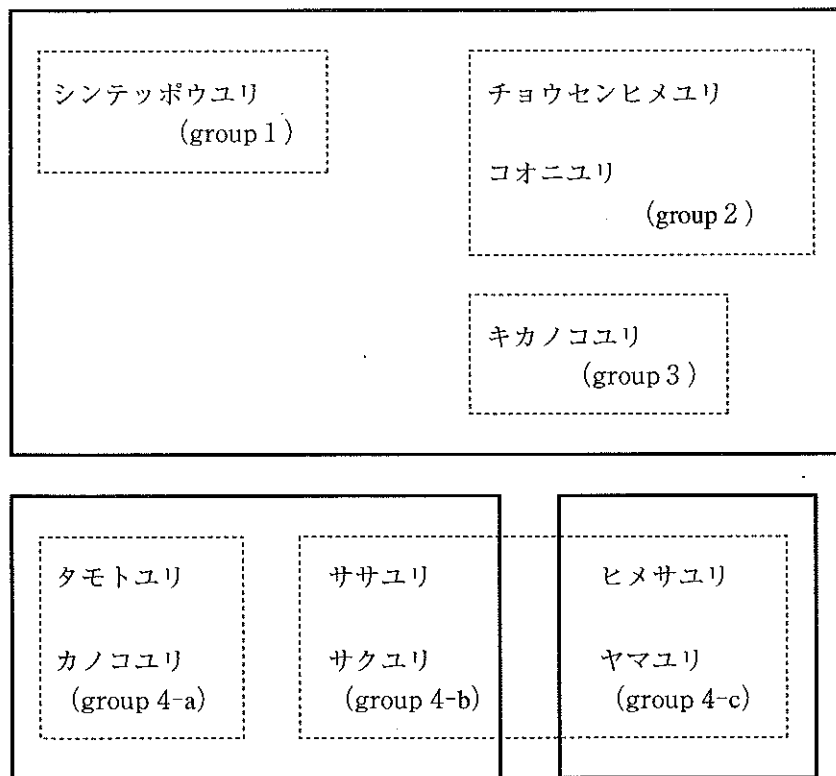 シンテッポウユリ
(group 1)
チョウセンヒメユリ
コオニユリ
(group 2)
キカノコユリ
(group 3)
タモトユリ
カノコユリ
(group 4-a)
ササユリ
サクユリ
(group 4-b)
ヒメサユリ
ヤマユリ
(group 4-c)